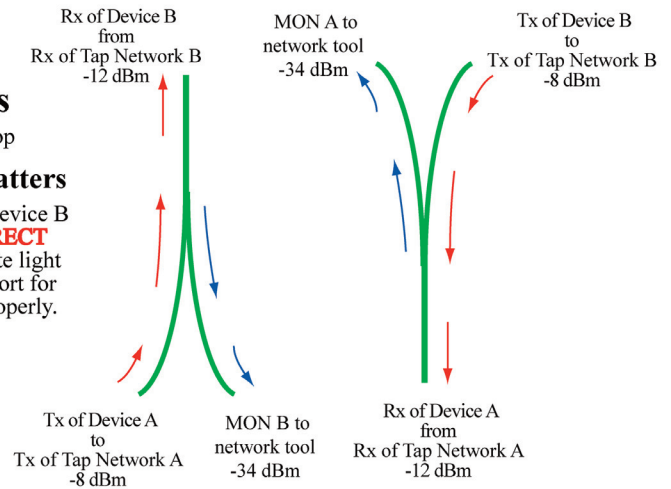 Rx of Device B
from
Rx of Tap Network B
-12 dBm
MON A to
network tool
-34 dBm
Tx of Device B
to
Tx of Tap Network B
-8 dBm
atters
evice B
RECT
te light
ort for
operly.
Tx of Device A
to
Tx of Tap Network A
-8 dBm
MON B to
network tool
-34 dBm
Rx of Device A
from
Rx of Tap Network A
-12 dBm